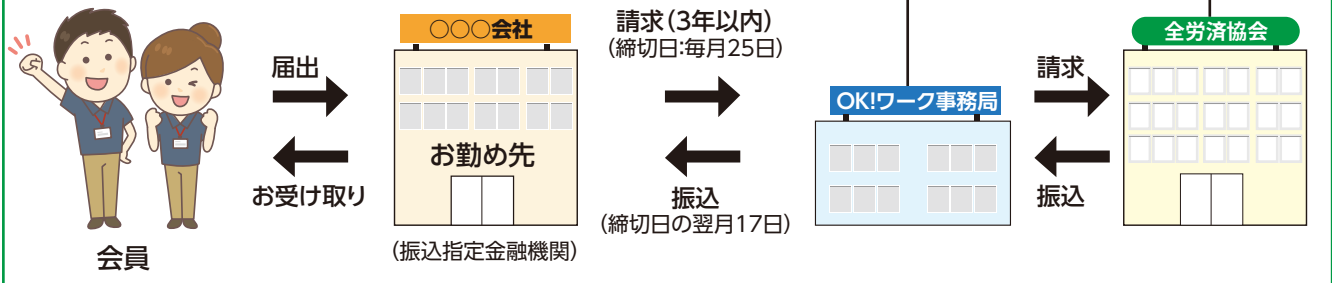 ○○○会社
請求(3年以内)
(締切日:毎月25日)
全労済協会
届出
請求
OK!ワーク事務局
お勤め先
お受け取り
振込
(締切日の翌月17日)
振込
(振込指定金融機関)
会員